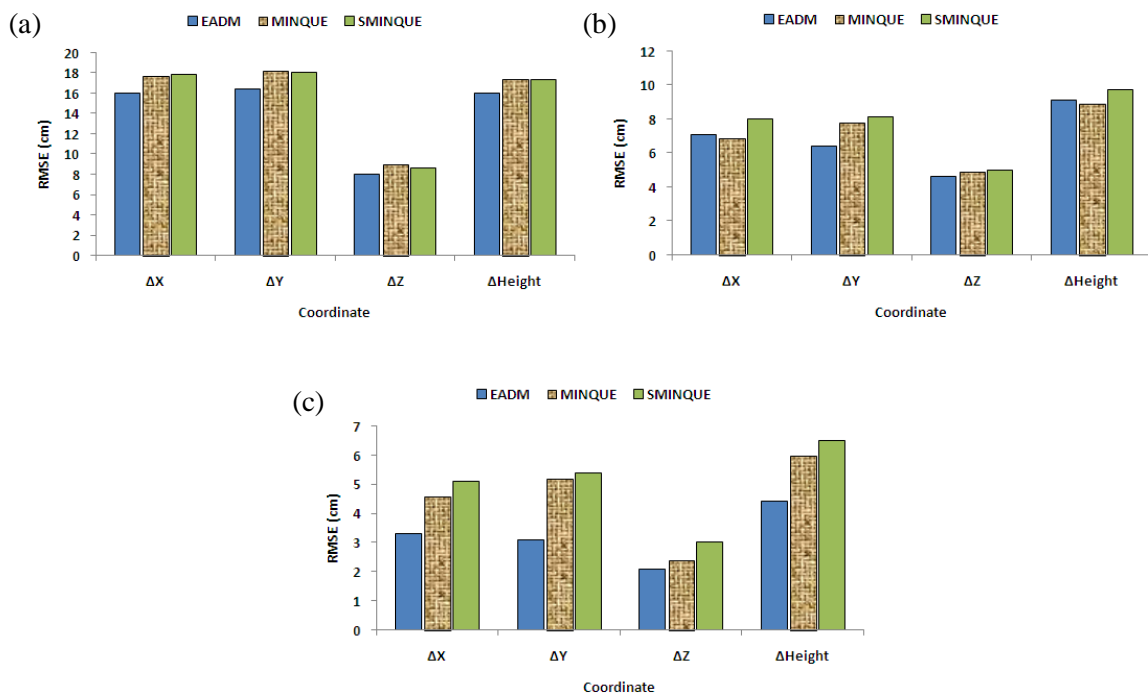 (a)
EADM MINQUE SMINQUE
RMSE (cm)
20
18
16
14
12
10
8
6
4
2
0
ΔX ΔY ΔZ ΔHeight
Coordinate
(b)
EADM MINQUE SMINQUE
RMSE (cm)
12
10
8
6
4
2
0
ΔX ΔY ΔZ ΔHeight
Coordinate
(c)
EADM MINQUE SMINQUE
RMSE (cm)
7
6
5
4
3
2
1
0
ΔX ΔY ΔZ ΔHeight
Coordinate